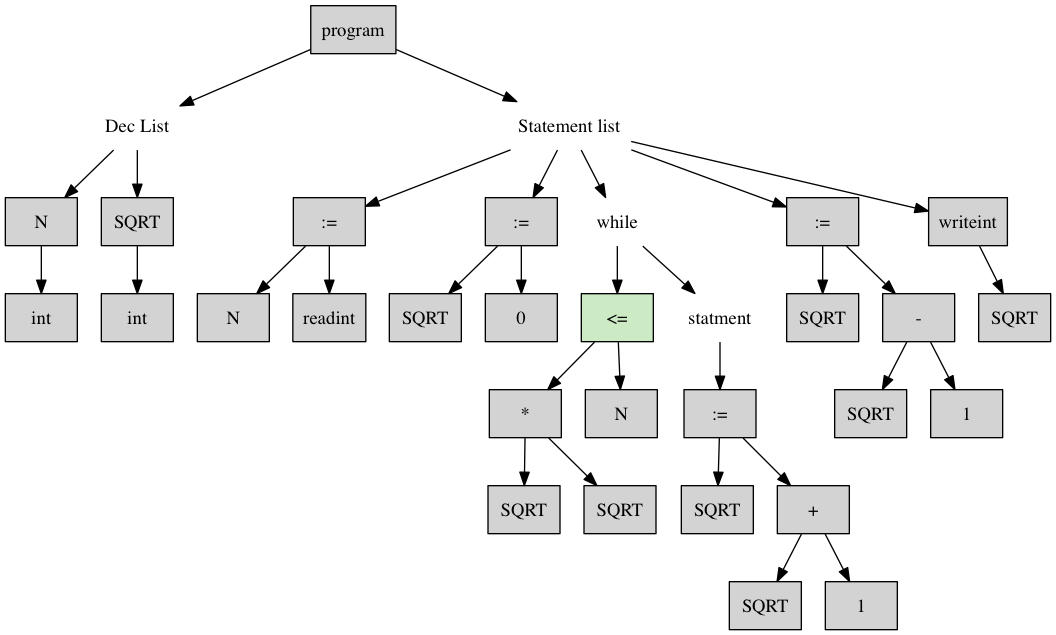 program
Dec List
Statement list
N
SQRT
:=
:=
while
:=
writeint
int
int
N
readint
SQRT
0
<=
statment
SQRT
-
SQRT
*
N
:=
SQRT
1
SQRT
SQRT
SQRT
+
SQRT
1